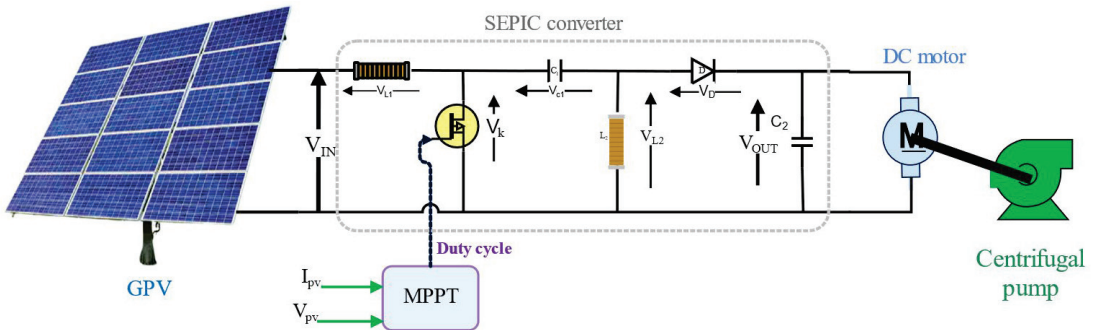 SEPIC converter
DC motor
V_L1
C_1
V_c1
D
V_D
V_IN
V_k
L_2
V_L2
V_OUT
C_2
M
Duty cycle
GPV
I_pv
V_pv
MPPT
Centrifugal
pump